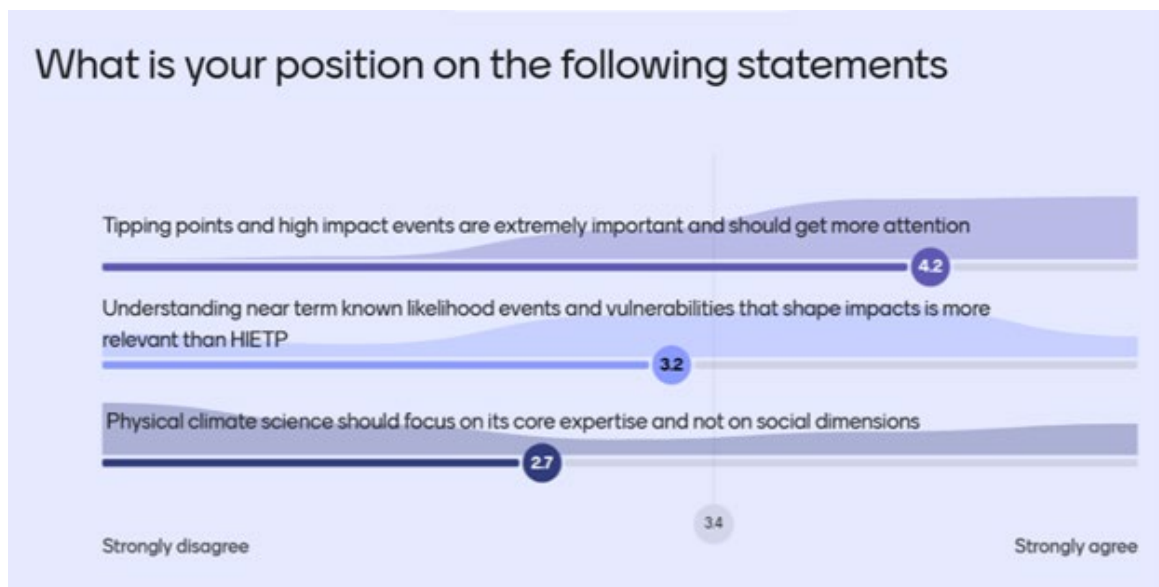 What is your position on the following statements
Tipping points and high impact events are extremely important and should get more attention
4.2
Understanding near term known likelihood events and vulnerabilities that shape impacts is more
relevant than HIETP
3.2
Physical climate science should focus on its core expertise and not on social dimensions
2.7
3.4
Strongly disagree
Strongly agree